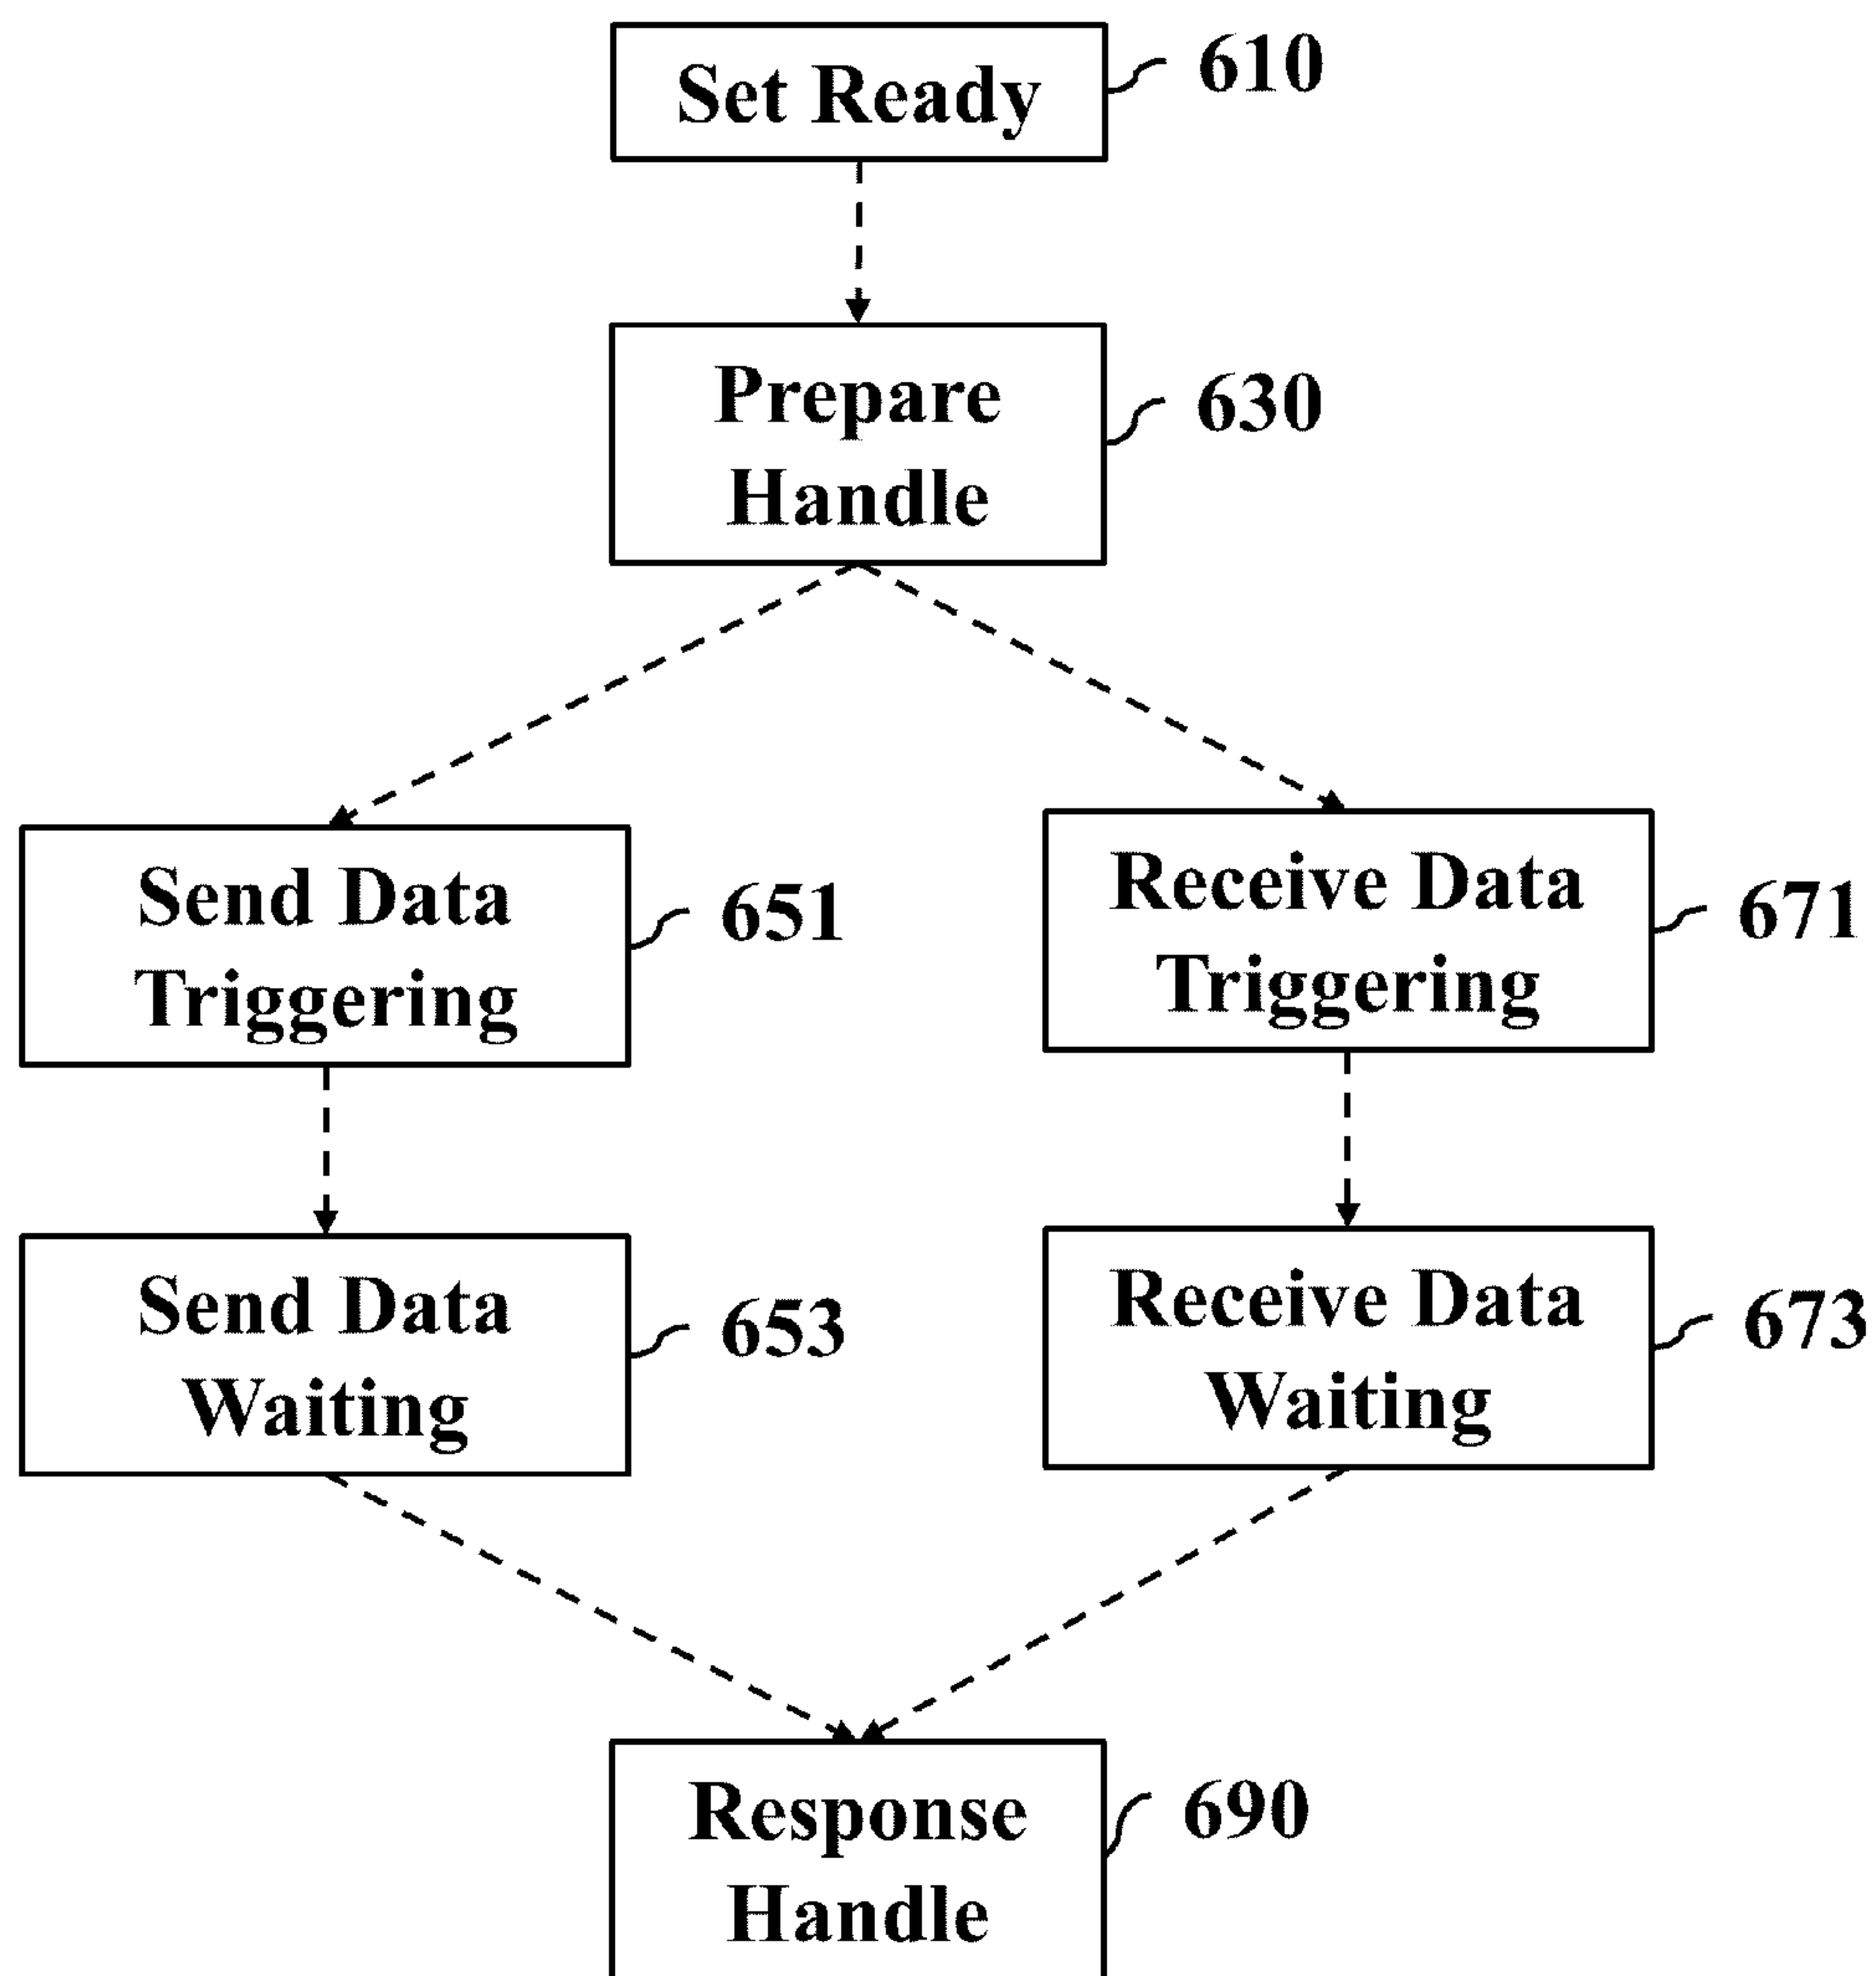 Set Ready
610
Prepare
Handle
630
Send Data
Triggering
651
Receive Data
Triggering
671
Send Data
Waiting
653
Receive Data
Waiting
673
Response
Handle
690